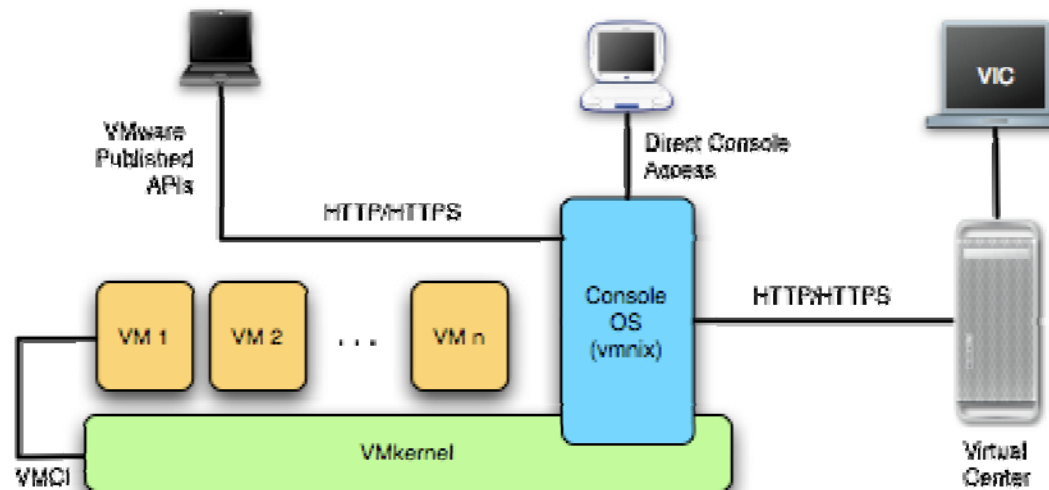 VIC
VMware
Published
APIs
Direct Console
Access
HTTP/HTTPS
VM 1
VM 2
. . .
VM n
Console
OS
(vmnix)
HTTP/HTTPS
VMkernel
VMCI
Virtual
Center